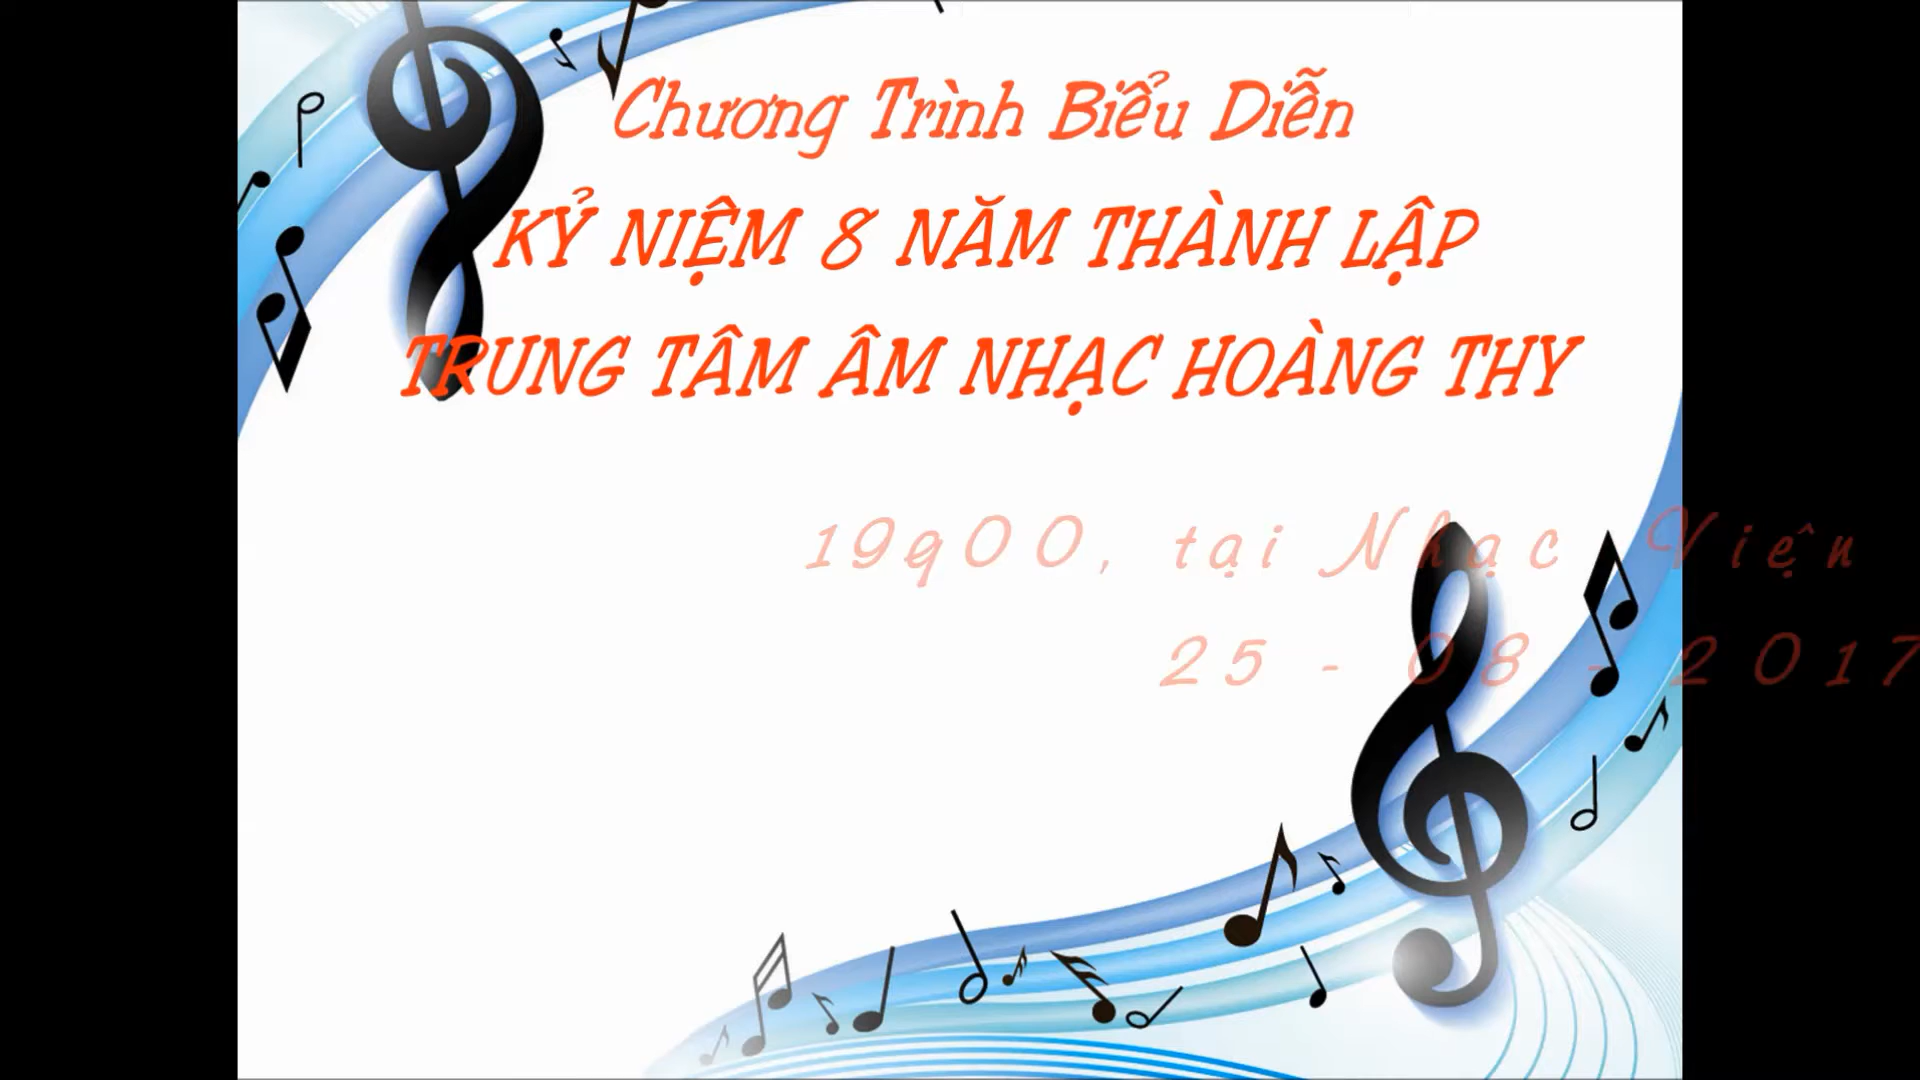 Chương Trình Biểu Diễn
KỶ NIỆM 8 NĂM THÀNH LẬP
TRUNG TÂM ÂM NHẠC HOÀNG THY
19g00, tại Nhạc Viện
25 - 08 - 2017